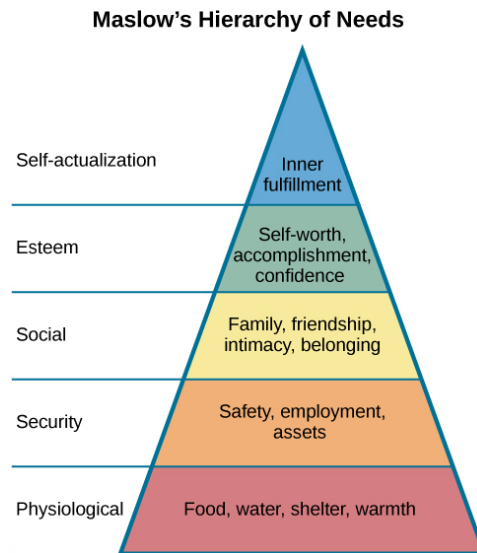 Maslow's Hierarchy of Needs
Self-actualization
Inner
fulfillment
Esteem
Self-worth,
accomplishment,
confidence
Social
Family, friendship,
intimacy, belonging
Security
Safety, employment,
assets
Physiological
Food, water, shelter, warmth